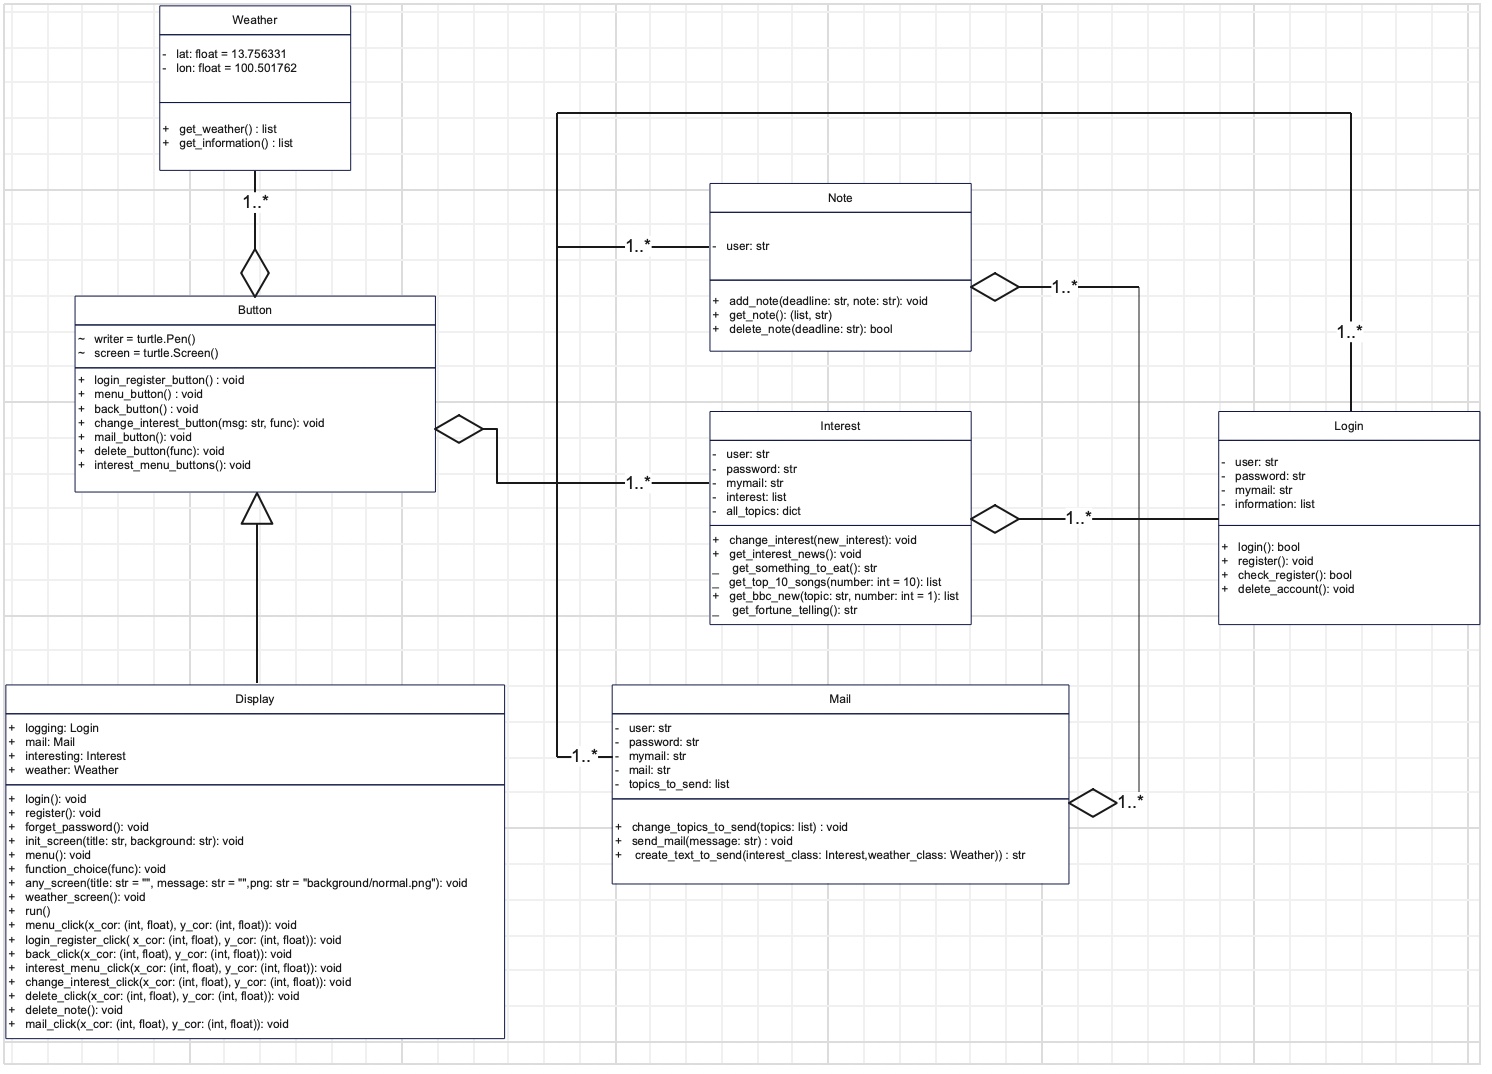 Weather
- lat: float = 13.756331
- lon: float = 100.501762
+ get_weather() : list
+ get_information() : list
1..*
Button
~ writer = turtle.Pen()
~ screen = turtle.Screen()
+ login_register_button() : void
+ menu_button() : void
+ back_button() : void
+ change_interest_button(msg: str, func): void
+ mail_button(): void
+ delete_button(func): void
+ interest_menu_buttons(): void
1..*
Note
- user: str
+ add_note(deadline: str, note: str): void
+ get_note(): (list, str)
+ delete_note(deadline: str): bool
1..*
1..*
1..*
Interest
- user: str
- password: str
- mymail: str
- interest: list
- all_topics: dict
+ change_interest(new_interest): void
+ get_interest_news(): void
_ get_something_to_eat(): str
_ get_top_10_songs(number: int = 10): list
+ get_bbc_new(topic: str, number: int = 1): list
_ get_fortune_telling(): str
1..*
Login
- user: str
- password: str
- mymail: str
- information: list
+ login(): bool
+ register(): void
+ check_register(): bool
+ delete_account(): void
Display
+ logging: Login
+ mail: Mail
+ interesting: Interest
+ weather: Weather
+ login(): void
+ register(): void
+ forget_password(): void
+ init_screen(title: str, background: str): void
+ menu(): void
+ function_choice(func): void
+ any_screen(title: str = "", message: str = "",png: str = "background/normal.png"): void
+ weather_screen(): void
+ run()
+ menu_click(x_cor: (int, float), y_cor: (int, float)): void
+ login_register_click( x_cor: (int, float), y_cor: (int, float)): void
+ back_click(x_cor: (int, float), y_cor: (int, float)): void
+ interest_menu_click(x_cor: (int, float), y_cor: (int, float)): void
+ change_interest_click(x_cor: (int, float), y_cor: (int, float)): void
+ delete_click(x_cor: (int, float), y_cor: (int, float)): void
+ delete_note(): void
+ mail_click(x_cor: (int, float), y_cor: (int, float)): void
1..*
Mail
- user: str
- password: str
- mymail: str
- mail: str
- topics_to_send: list
+ change_topics_to_send(topics: list) : void
+ send_mail(message: str) : void
+ create_text_to_send(interest_class: Interest,weather_class: Weather)) : str
1..*